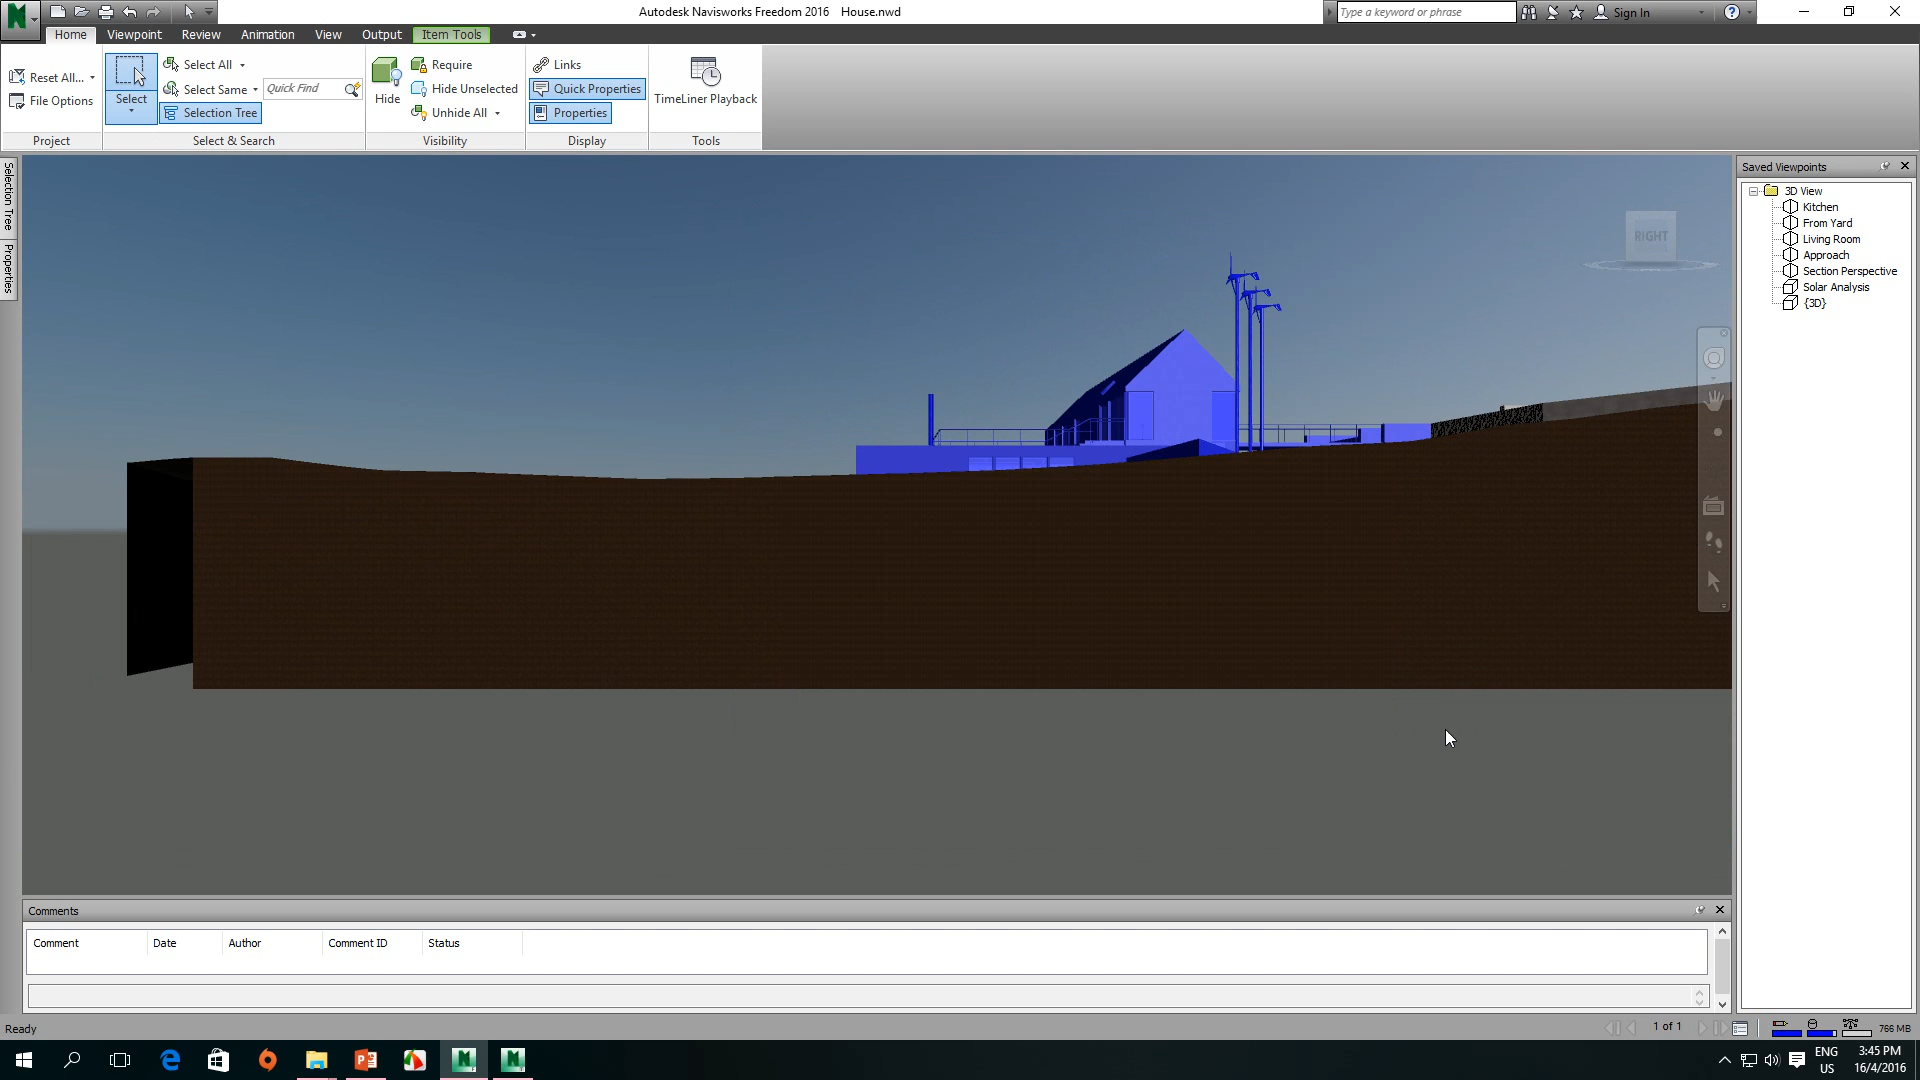 Autodesk Navisworks Freedom 2016 House.nwd
Type a keyword or phrase
Sign In
Home Viewpoint Review Animation View Output Item Tools
Reset All...
File Options
Project
Select
Select All
Select Same
Quick Find
Selection Tree
Select & Search
Hide
Require
Hide Unselected
Unhide All
Visibility
Links
Quick Properties
Properties
Display
TimeLiner Playback
Tools
Selection Tree
Properties
RIGHT
Saved Viewpoints
3D View
Kitchen
From Yard
Living Room
Approach
Section Perspective
Solar Analysis
{3D}
Comments
Comment Date Author Comment ID Status
Ready
1 of 1
766 MB
ENG
US
3:45 PM
16/4/2016